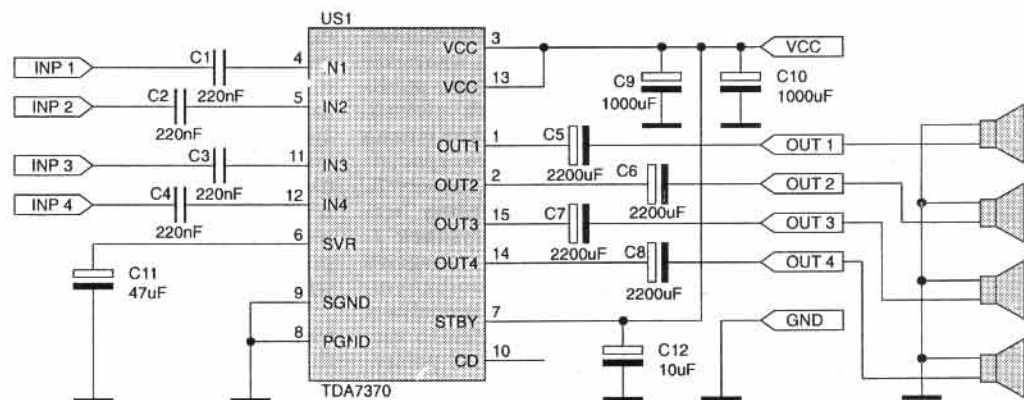 US1
INP 1
C1
220nF
4
N1
INP 2
C2
220nF
5
IN2
INP 3
C3
220nF
11
IN3
INP 4
C4
220nF
12
IN4
6
SVR
C11
47uF
9
SGND
8
PGND
VCC
3
VCC
13
C9
1000uF
C10
1000uF
VCC
OUT1
1
C5
2200uF
OUT 1
OUT2
2
C6
2200uF
OUT 2
OUT3
15
C7
2200uF
OUT 3
OUT4
14
C8
2200uF
OUT 4
STBY
7
GND
CD
10
C12
10uF
TDA7370